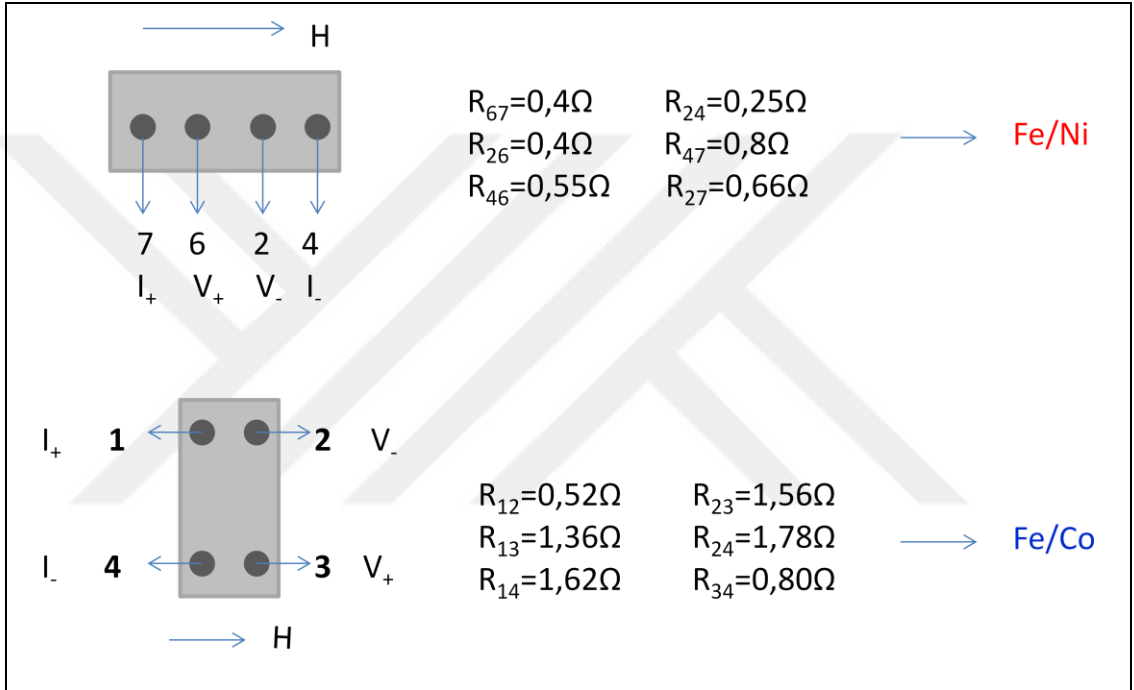 H
R₆₇=0,4Ω R₂₄=0,25Ω
R₂₆=0,4Ω R₄₇=0,8Ω
R₄₆=0,55Ω R₂₇=0,66Ω
Fe/Ni
7 6 2 4
I₊ V₊ V₋ I₋
I₊ 1 2 V₋
R₁₂=0,52Ω R₂₃=1,56Ω
R₁₃=1,36Ω R₂₄=1,78Ω
R₁₄=1,62Ω R₃₄=0,80Ω
Fe/Co
I₋ 4 3 V₊
H